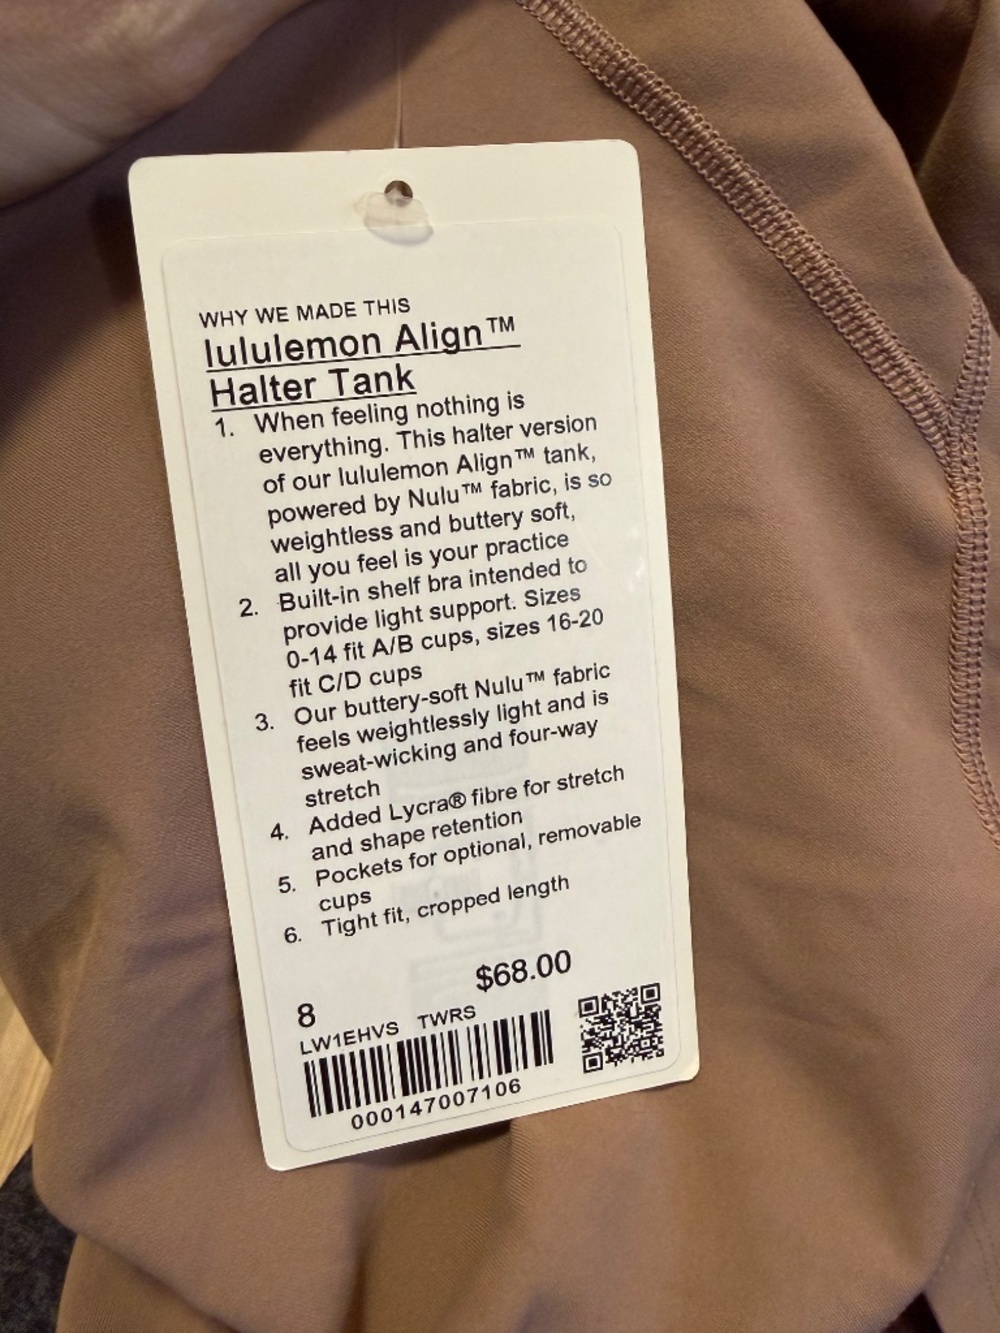 WHY WE MADE THIS
lululemon Align™
Halter Tank
1. When feeling nothing is
everything. This halter version
of our lululemon Align™ tank,
powered by Nulu™ fabric, is so
weightless and buttery soft,
all you feel is your practice
2. Built-in shelf bra intended to
provide light support. Sizes
0-14 fit A/B cups, sizes 16-20
fit C/D cups
3. Our buttery-soft Nulu™ fabric
feels weightlessly light and is
sweat-wicking and four-way
stretch
4. Added Lycra® fibre for stretch
and shape retention
5. Pockets for optional, removable
cups
6. Tight fit, cropped length
$68.00
8
LW1EHVS TWRS
000147007106